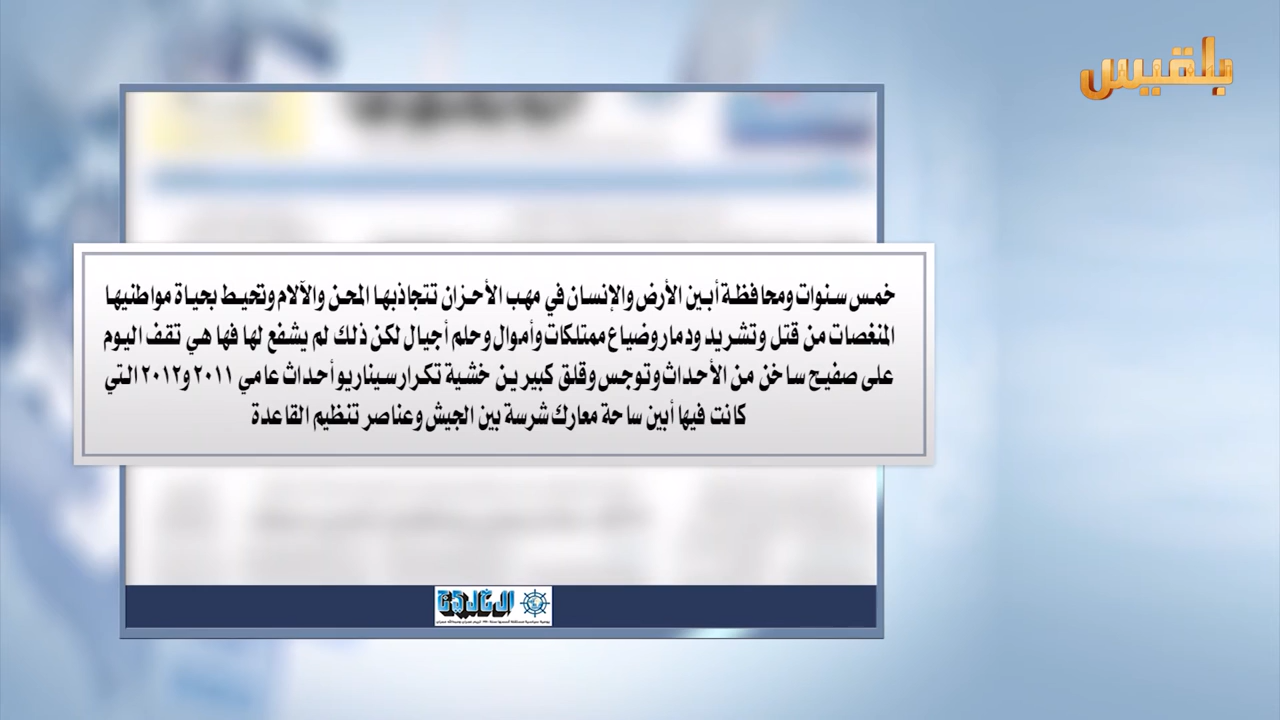 بلقيس
خمس سنوات ومحافظة أبين الأرض والإنسان في مهب الأحزان تتجاذبها المحن والآلام وتحيط بحياة مواطنيها
المنغصات من قتل وتشريد ودمار وضياع ممتلكات وأموال وحلم أجيال لكن ذلك لم يشفع لها فها هي تقف اليوم
على صفيح ساخن من الأحداث وتوجس وقلق كبيرين خشية تكرار سيناريو أحداث عامي ٢٠١١ و٢٠١٢ التي
كانت فيها أبين ساحة معارك شرسة بين الجيش وعناصر تنظيم القاعدة